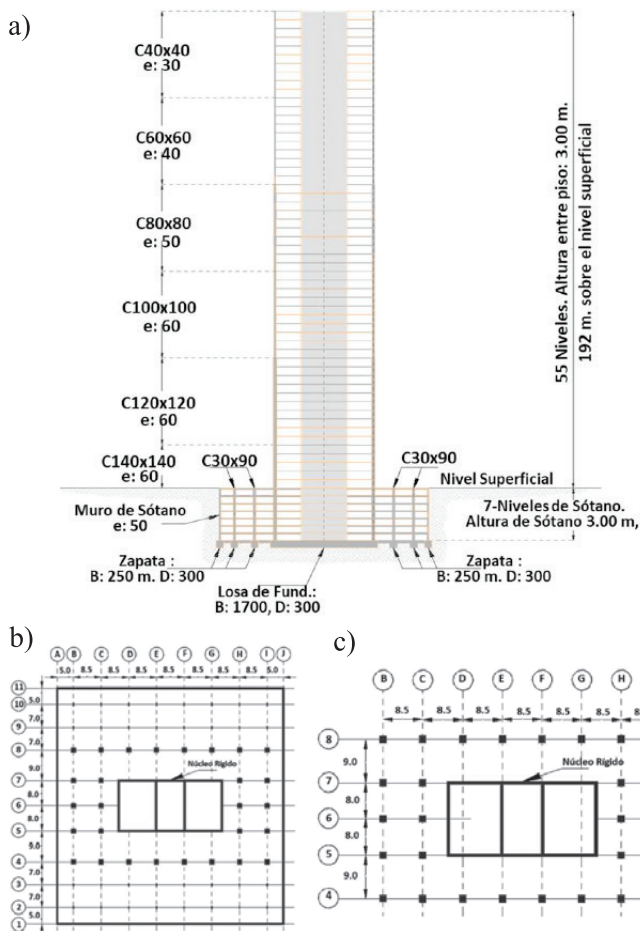 a)
C40x40
e: 30
C60x60
e: 40
C80x80
e: 50
C100x100
e: 60
C120x120
e: 60
C140x140
e: 60
C30x90
C30x90
Nivel Superficial
Muro de Sótano
e: 50
7-Niveles de Sótano.
Altura de Sótano 3.00 m,
Zapata :
B: 250 m. D: 300
Losa de Fund.:
B: 1700, D: 300
Zapata :
B: 250 m. D: 300
55 Niveles. Altura entre piso: 3.00 m.
192 m. sobre el nivel superficial
b)
A B C D E F G H I J
5.0 8.5 8.5 8.5 8.5 8.5 8.5 8.5 5.0
11
5.0
10
7.0
9
7.0
8
9.0
7
8.0
6
8.0
5
9.0
4
7.0
3
7.0
2
5.0
1
Núcleo Rígido
c)
B C D E F G H
8.5 8.5 8.5 8.5 8.5 8.5
8
9.0
7
8.0
6
8.0
5
9.0
4
Núcleo Rígido